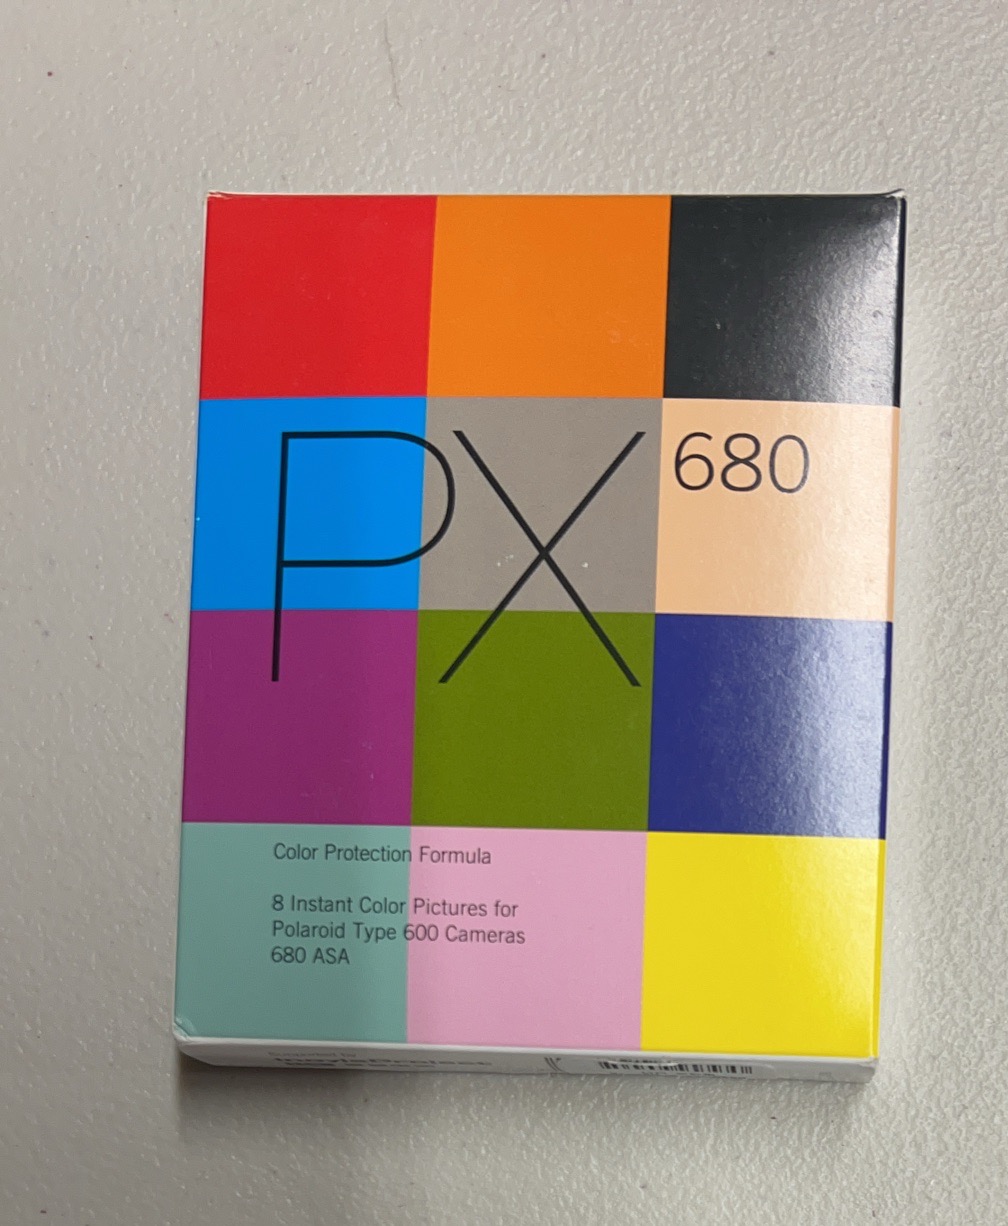 PX 680
Color Protection Formula
8 Instant Color Pictures for
Polaroid Type 600 Cameras
680 ASA